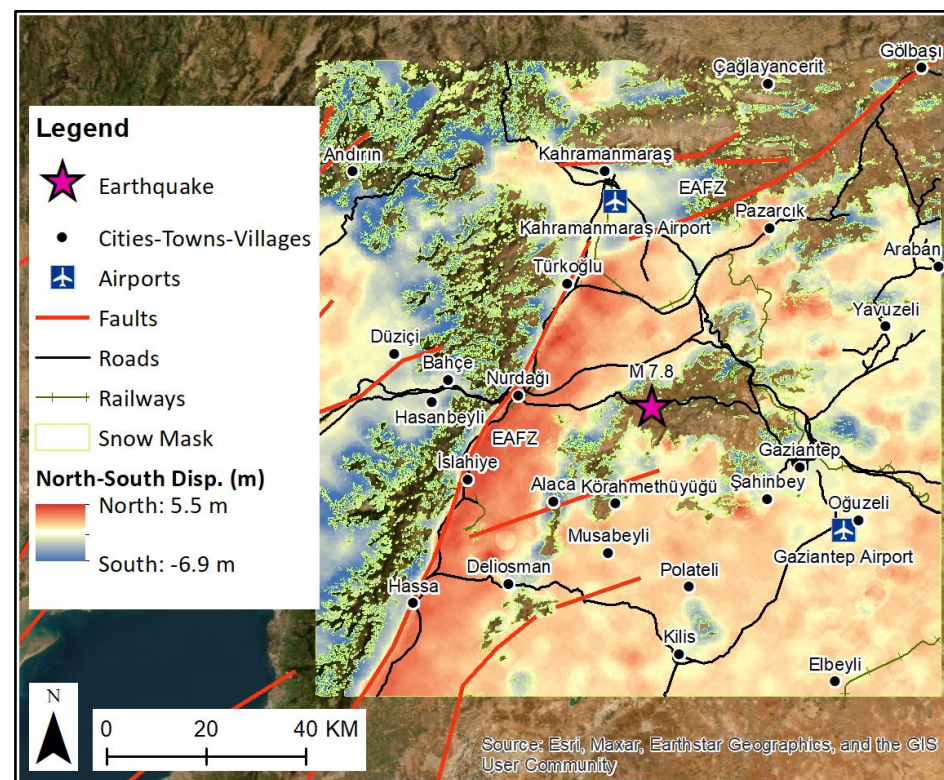 Gölbaşı
Çağlayancerit
Legend
Earthquake
Cities-Towns-Villages
Airports
Faults
Roads
Railways
Snow Mask
North-South Disp. (m)
North: 5.5 m
South: -6.9 m
Andırın
Kahramanmaraş
EAFZ
Pazarcık
Kahramanmaraş Airport
Araban
Türkoğlu
Yavuzeli
Düziçi
Bahçe
Nurdağı
M 7.8
Hasanbeyli
EAFZ
Gaziantep
İslahiye
Alaca
Körahmethüyüğü
Şahinbey
Oğuzeli
Musabeyli
Gaziantep Airport
Deliosman
Polateli
Hassa
Kilis
Elbeyli
N
0 20 40 KM
Source: Esri, Maxar, Earthstar Geographics, and the GIS
User Community